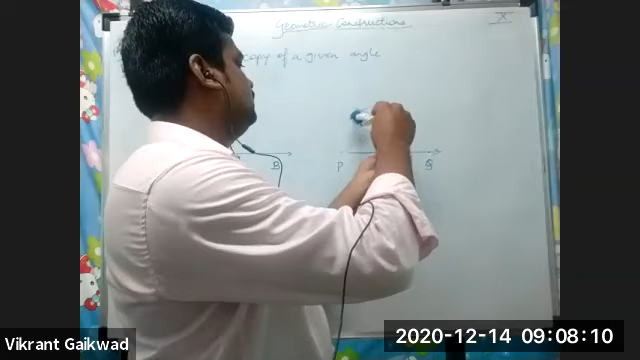 Geometric Constructions
X
copy of a given angle
B
P
Q
Vikrant Gaikwad
2020-12-14 09:08:10